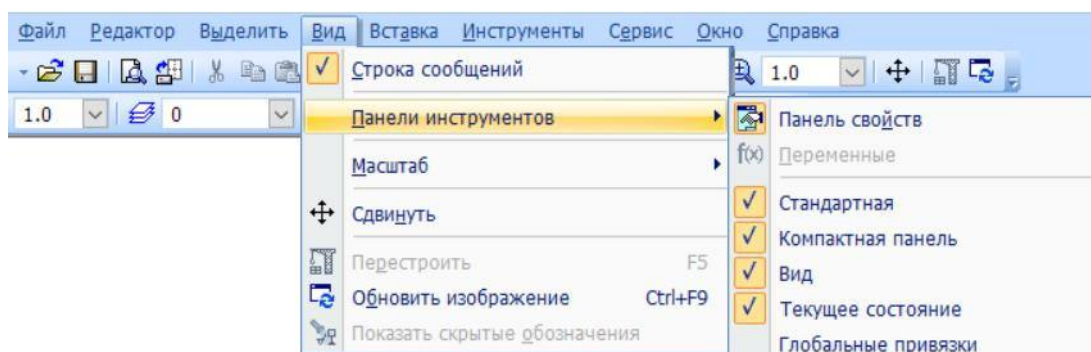 Файл Редактор Выделить Вид Вставка Инструменты Сервис Окно Справка
1.0
1.0 0
Строка сообщений
Панели инструментов
Масштаб
Сдвинуть
Перестроить F5
Обновить изображение Ctrl+F9
Показать скрытые обозначения
Панель свойств
f(x) Переменные
Стандартная
Компактная панель
Вид
Текущее состояние
Глобальные привязки